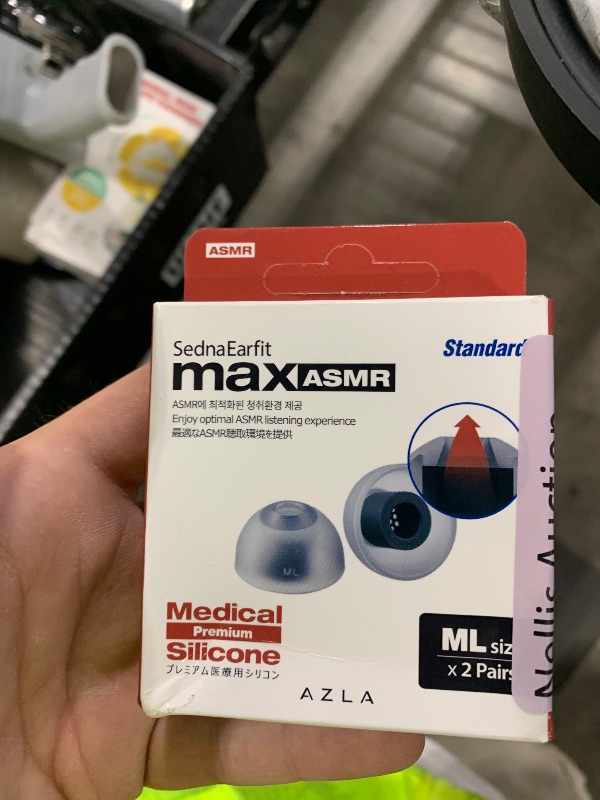 ASMR
SednaEarfit
max ASMR
Standard
ASMR에 최적화된 청취환경 제공
Enjoy optimal ASMR listening experience
最適なASMR聴取環境を提供
ML
Medical
Premium
Silicone
プレミアム医療用シリコン
ML siz
x 2 Pairs
AZLA
Nellis Auction